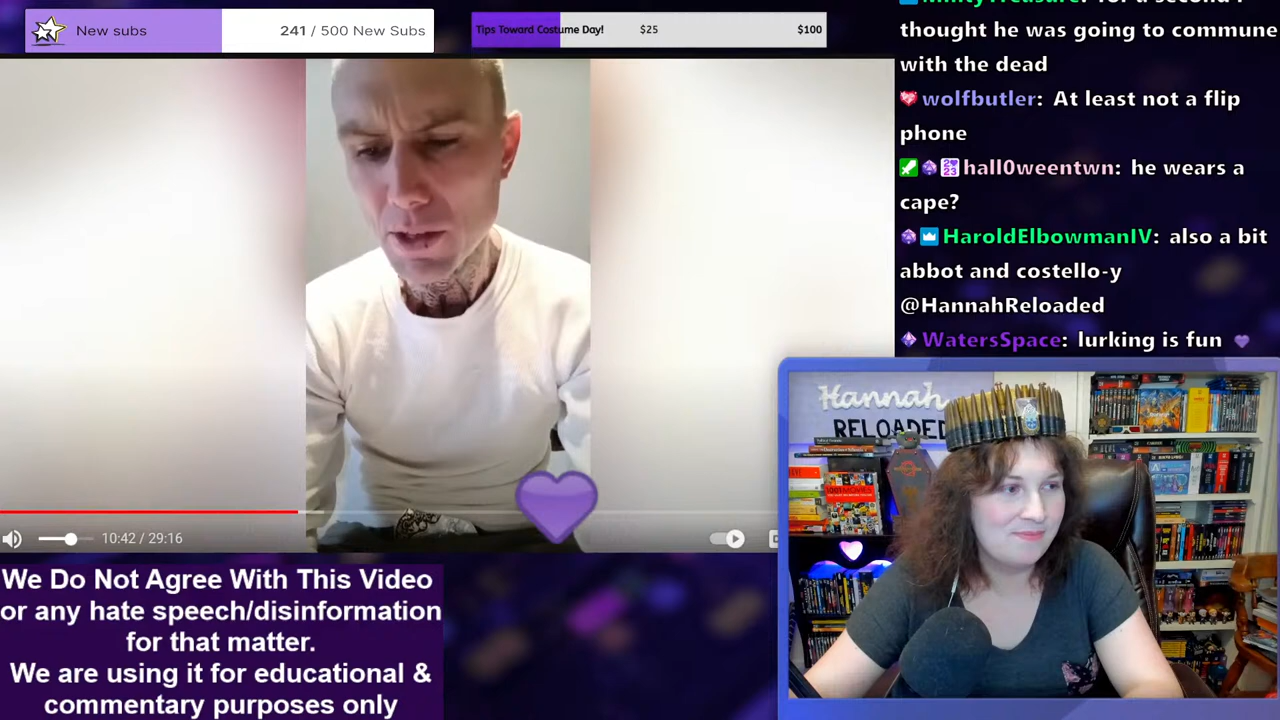 New subs
241 / 500 New Subs
Tips Toward Costume Day!
$25
$100
thought he was going to commune
with the dead
wolfbutler: At least not a flip
phone
hall0weentwn: he wears a
cape?
HaroldElbowmanIV: also a bit
abbot and costello-y
@HannahReloaded
WatersSpace: lurking is fun
10:42 / 29:16
Hannah
RELOADED
We Do Not Agree With This Video
or any hate speech/disinformation
for that matter.
We are using it for educational &
commentary purposes only